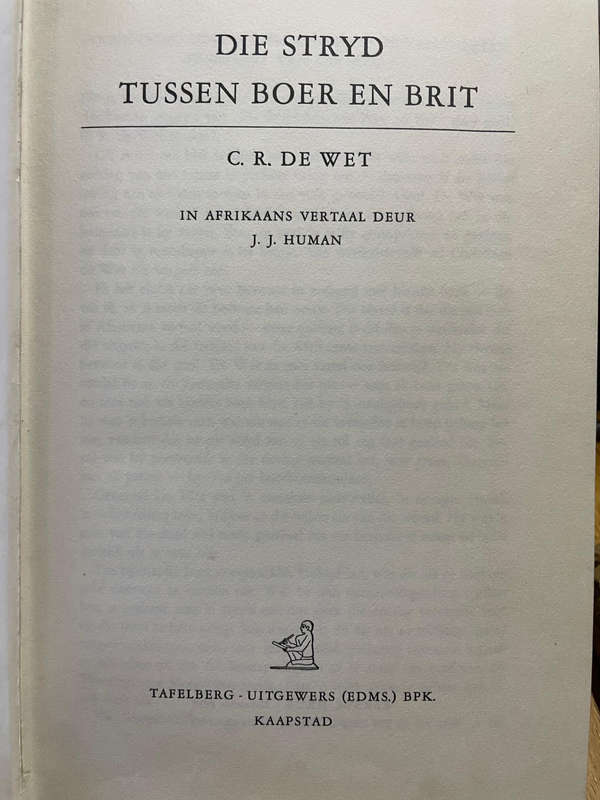 DIE STRYD
TUSSEN BOER EN BRIT
C. R. DE WET
IN AFRIKAANS VERTAAL DEUR
J. J. HUMAN
TAFELBERG - UITGEWERS (EDMS.) BPK.
KAAPSTAD